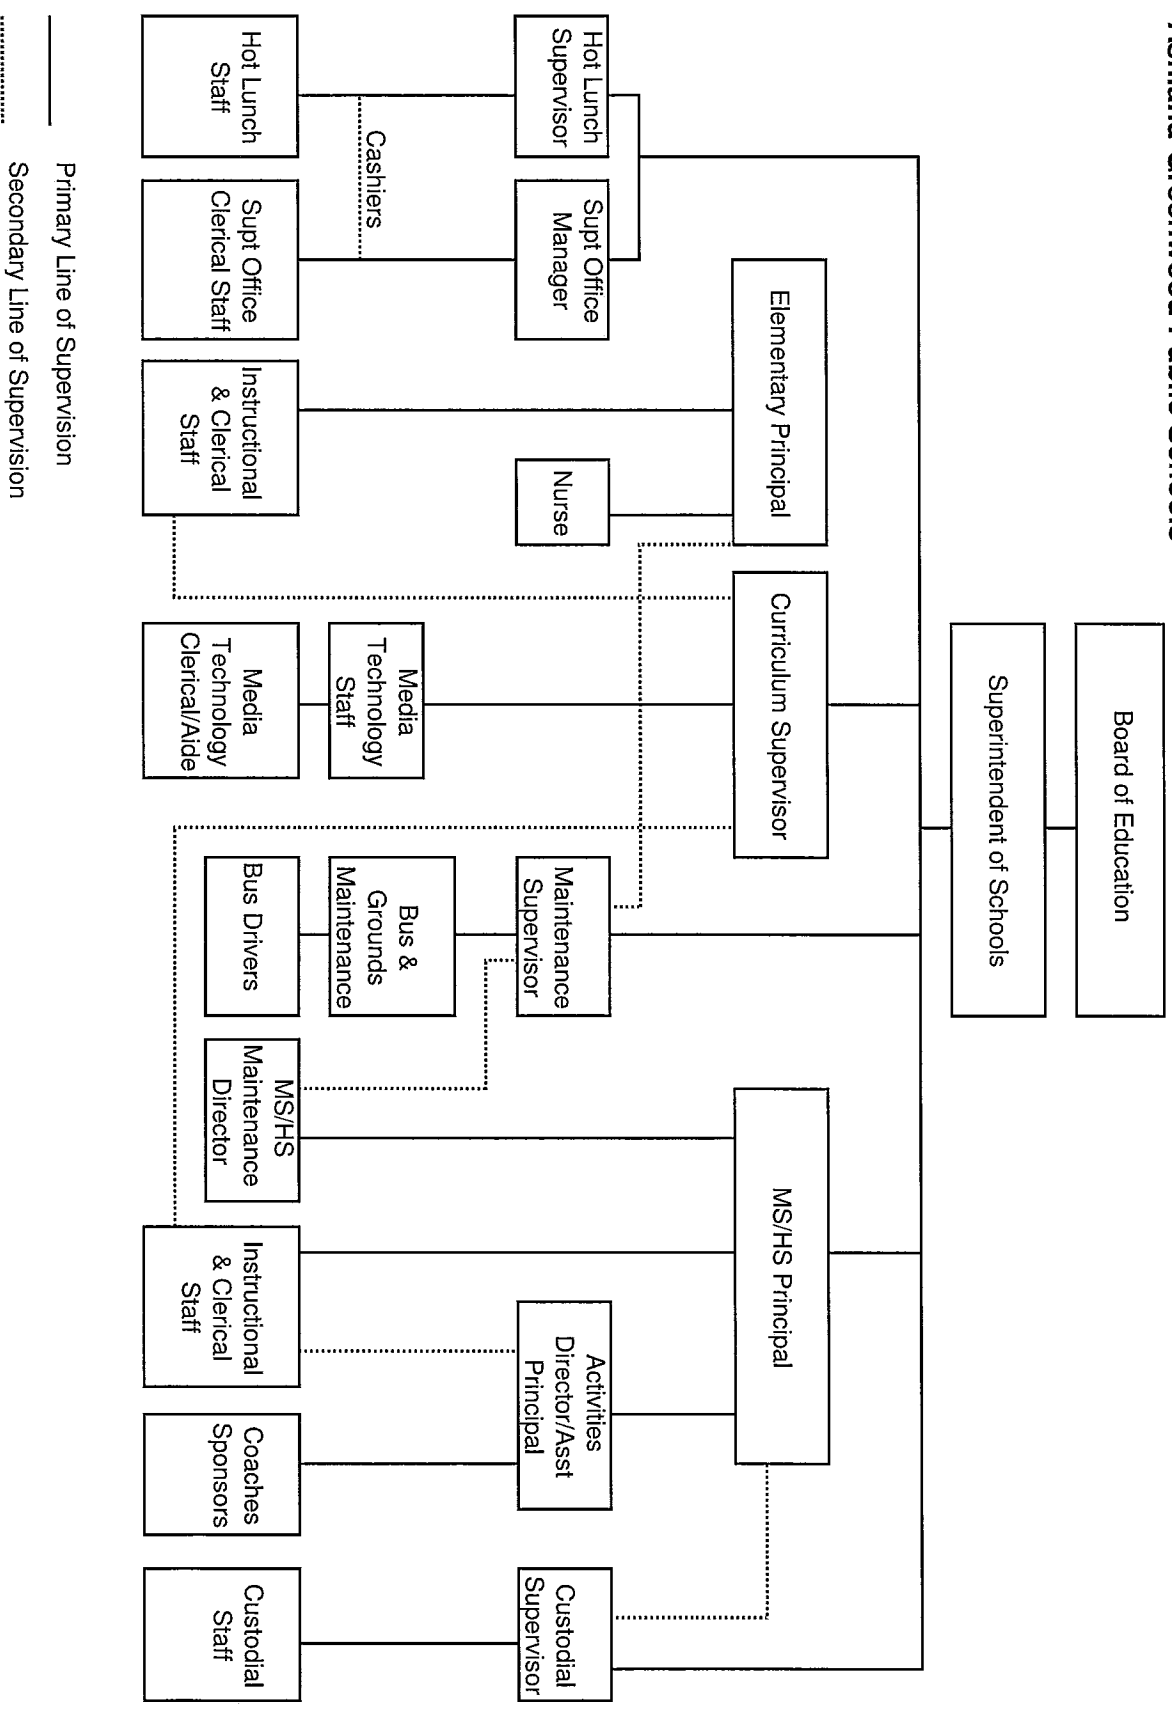 Board of Education
Superintendent of Schools
Elementary Principal
Curriculum Supervisor
MS/HS Principal
Hot Lunch
Supervisor
Supt Office
Manager
Nurse
Maintenance
Supervisor
Activities
Director/Asst
Principal
Custodial
Supervisor
Cashiers
Media
Technology
Staff
Bus &
Grounds
Maintenance
Hot Lunch
Staff
Supt Office
Clerical Staff
Instructional
& Clerical
Staff
Media
Technology
Clerical/Aide
Bus Drivers
MS/HS
Maintenance
Director
Instructional
& Clerical
Staff
Coaches
Sponsors
Custodial
Staff
Primary Line of Supervision
Secondary Line of Supervision